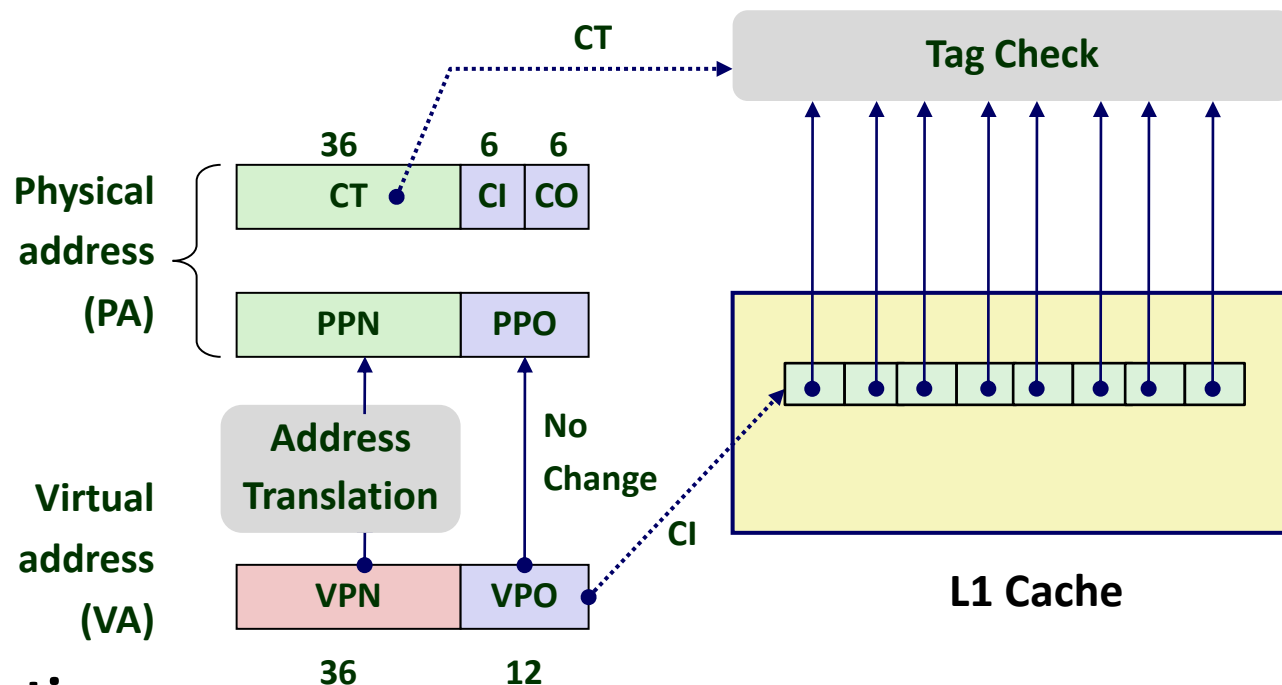 CT
Tag Check
36 6 6
Physical
address
(PA)
CT CI CO
PPN PPO
Address
Translation
No
Change
Virtual
address
(VA)
CI
VPN VPO
L1 Cache
36 12